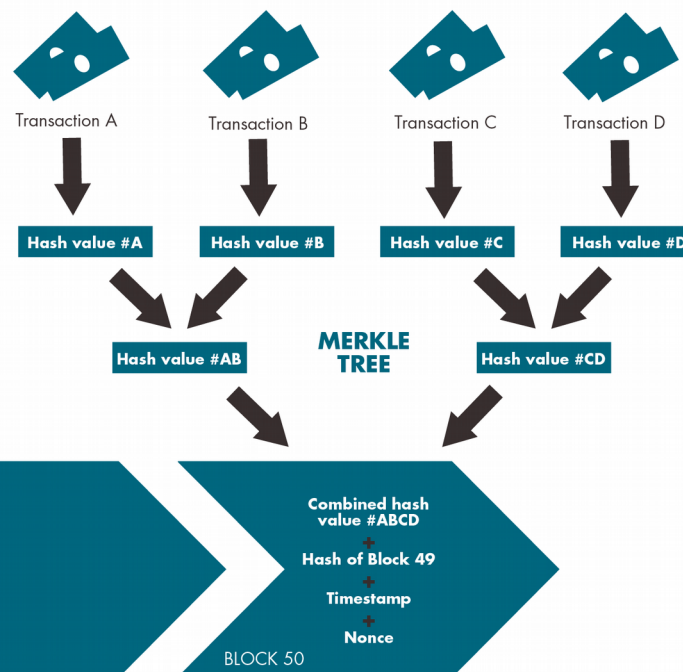 Transaction A
Transaction B
Transaction C
Transaction D
Hash value #A
Hash value #B
Hash value #C
Hash value #D
Hash value #AB
MERKLE
TREE
Hash value #CD
Combined hash
value #ABCD
+
Hash of Block 49
+
Timestamp
+
Nonce
BLOCK 50